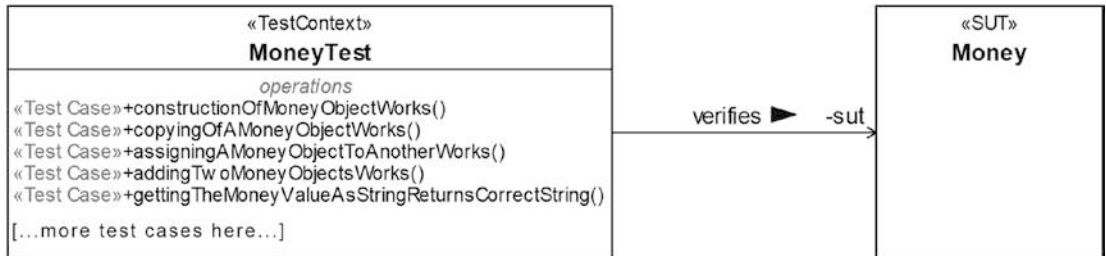 «TestContext»
MoneyTest
operations
«Test Case»+constructionOfMoneyObjectWorks()
«Test Case»+copyingOfAMoneyObjectWorks()
«Test Case»+assigningAMoneyObjectToAnotherWorks()
«Test Case»+addingTwoMoneyObjectsWorks()
«Test Case»+gettingTheMoneyValueAsStringReturnsCorrectString()
[...more test cases here...]
verifies ► -sut
«SUT»
Money